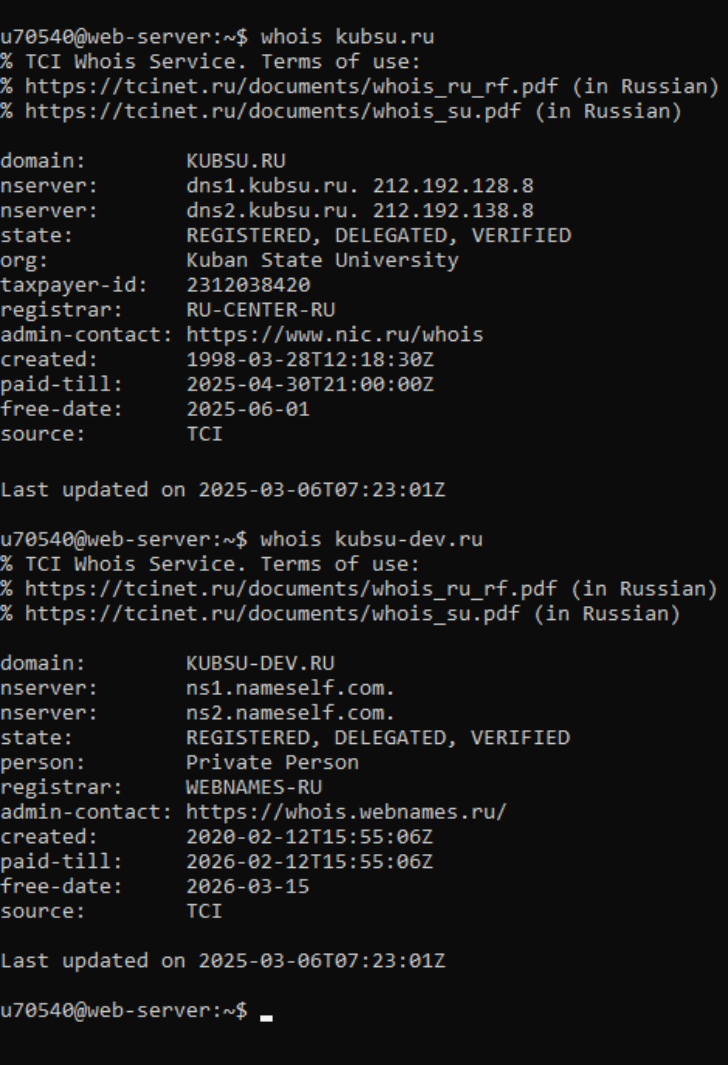 u70540@web-server:~$ whois kubsu.ru
% TCI Whois Service. Terms of use:
% https://tcinet.ru/documents/whois_ru_rf.pdf (in Russian)
% https://tcinet.ru/documents/whois_su.pdf (in Russian)

domain:        KUBSU.RU
nserver:       dns1.kubsu.ru. 212.192.128.8
nserver:       dns2.kubsu.ru. 212.192.138.8
state:         REGISTERED, DELEGATED, VERIFIED
org:           Kuban State University
taxpayer-id:   2312038420
registrar:     RU-CENTER-RU
admin-contact: https://www.nic.ru/whois
created:       1998-03-28T12:18:30Z
paid-till:     2025-04-30T21:00:00Z
free-date:     2025-06-01
source:        TCI

Last updated on 2025-03-06T07:23:01Z

u70540@web-server:~$ whois kubsu-dev.ru
% TCI Whois Service. Terms of use:
% https://tcinet.ru/documents/whois_ru_rf.pdf (in Russian)
% https://tcinet.ru/documents/whois_su.pdf (in Russian)

domain:        KUBSU-DEV.RU
nserver:       ns1.nameself.com.
nserver:       ns2.nameself.com.
state:         REGISTERED, DELEGATED, VERIFIED
person:        Private Person
registrar:     WEBNAMES-RU
admin-contact: https://whois.webnames.ru/
created:       2020-02-12T15:55:06Z
paid-till:     2026-02-12T15:55:06Z
free-date:     2026-03-15
source:        TCI

Last updated on 2025-03-06T07:23:01Z

u70540@web-server:~$